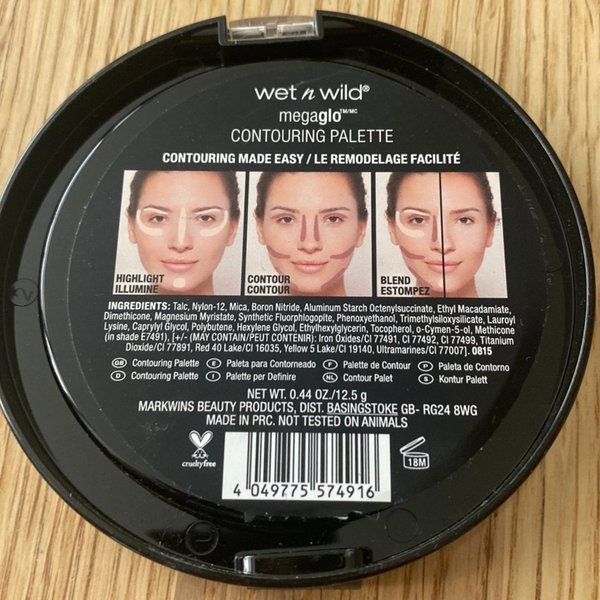 wet n wild®
megaglo™/MC
CONTOURING PALETTE
CONTOURING MADE EASY / LE REMODELAGE FACILITÉ
HIGHLIGHT
ILLUMINE
CONTOUR
CONTOUR
BLEND
ESTOMPEZ
INGREDIENTS: Talc, Nylon-12, Mica, Boron Nitride, Aluminum Starch Octenylsuccinate, Ethyl Macadamiate,
Dimethicone, Magnesium Myristate, Synthetic Fluorphlogopite, Phenoxyethanol, Trimethylsiloxysilicate, Lauroyl
Lysine, Caprylyl Glycol, Polybutene, Hexylene Glycol, Ethylhexylglycerin, Tocopherol, o-Cymen-5-ol, Methicone
(in shade E7491), [+/- (MAY CONTAIN/PEUT CONTENIR): Iron Oxides/CI 77491, CI 77492, CI 77499, Titanium
Dioxide/CI 77891, Red 40 Lake/CI 16035, Yellow 5 Lake/CI 19140, Ultramarines/CI 77007]. 0815
GB Contouring Palette E Paleta para Contorneado F Palette de Contour P Paleta de Contorno
D Contouring Palette I Palette per Definire NL Contour Palet S Kontur Palett
NET WT. 0.44 OZ./12.5 g
MARKWINS BEAUTY PRODUCTS, DIST. BASINGSTOKE GB- RG24 8WG
MADE IN PRC. NOT TESTED ON ANIMALS
crueltyfree
18M
4 049775 574916